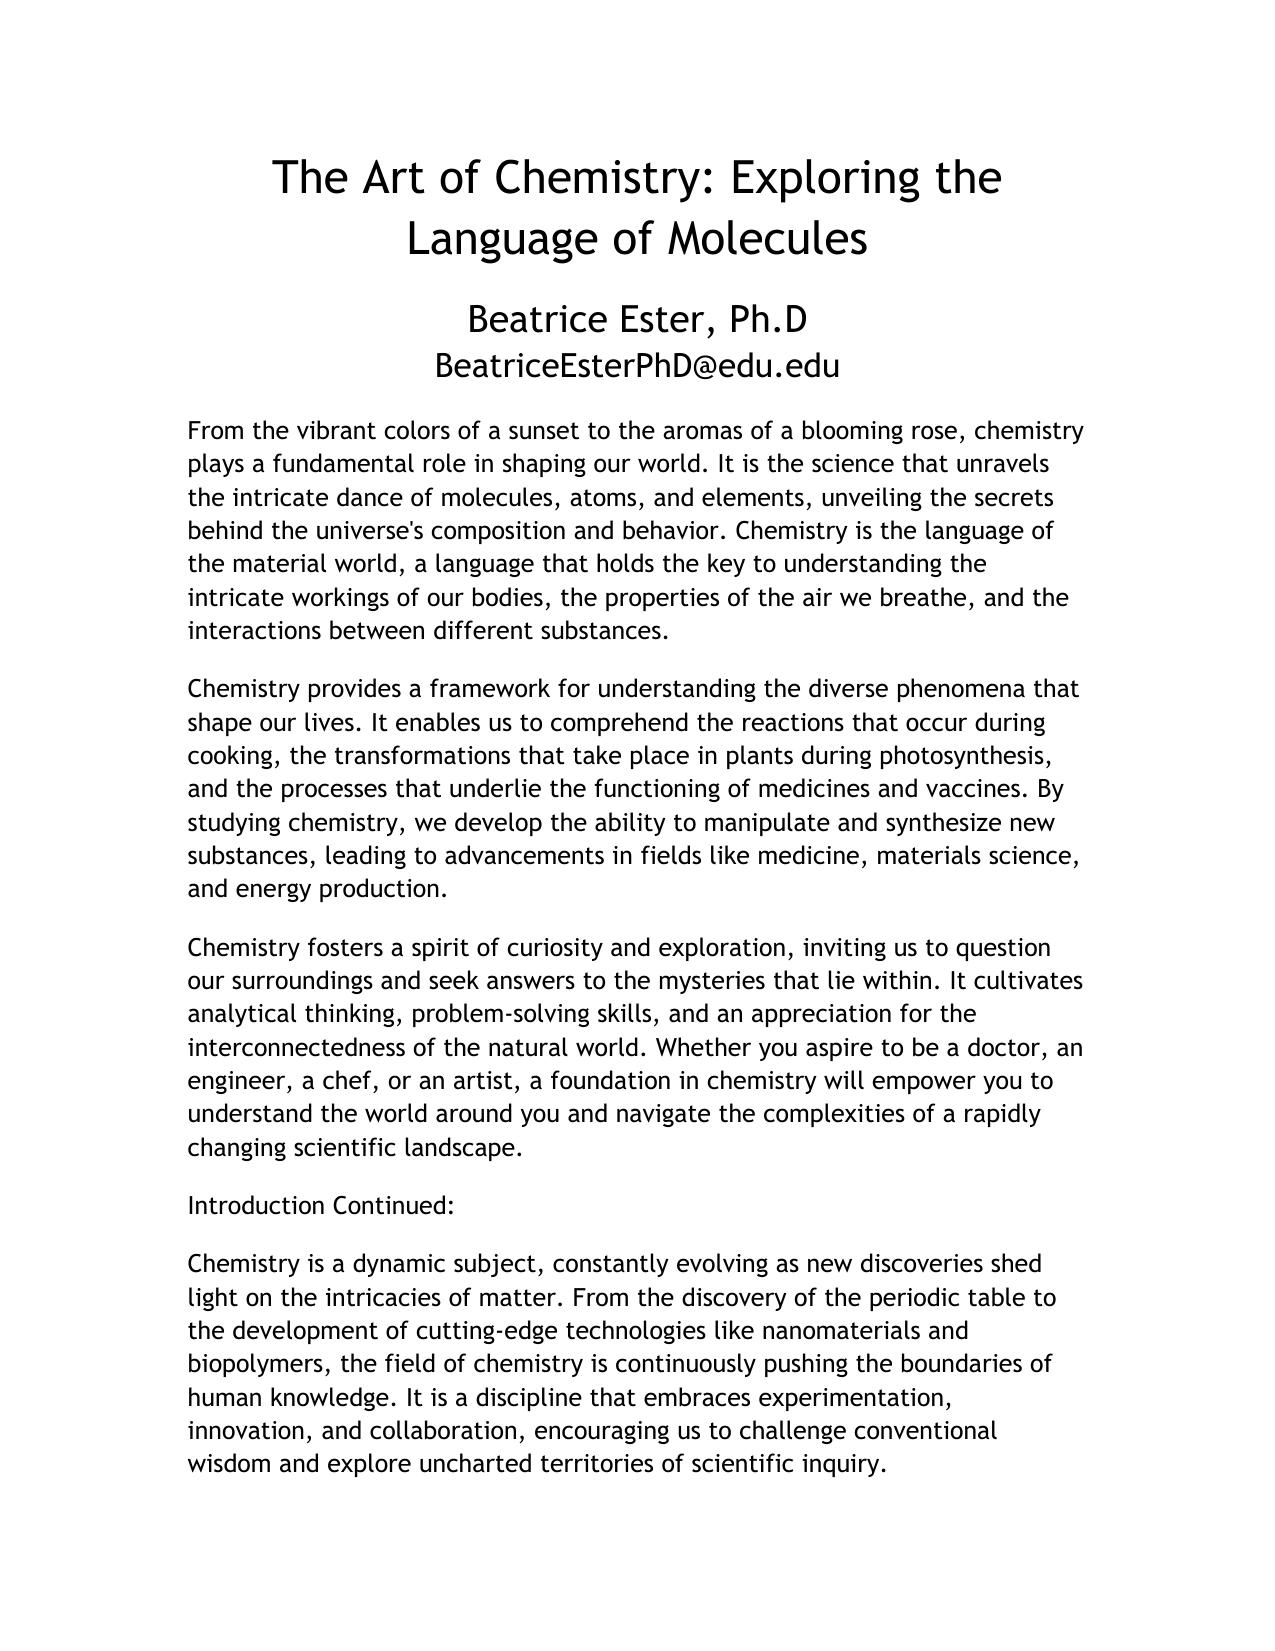 The Art of Chemistry: Exploring the
Language of Molecules
Beatrice Ester, Ph.D
BeatriceEsterPhD@edu.edu
From the vibrant colors of a sunset to the aromas of a blooming rose, chemistry
plays a fundamental role in shaping our world. It is the science that unravels
the intricate dance of molecules, atoms, and elements, unveiling the secrets
behind the universe's composition and behavior. Chemistry is the language of
the material world, a language that holds the key to understanding the
intricate workings of our bodies, the properties of the air we breathe, and the
interactions between different substances.
Chemistry provides a framework for understanding the diverse phenomena that
shape our lives. It enables us to comprehend the reactions that occur during
cooking, the transformations that take place in plants during photosynthesis,
and the processes that underlie the functioning of medicines and vaccines. By
studying chemistry, we develop the ability to manipulate and synthesize new
substances, leading to advancements in fields like medicine, materials science,
and energy production.
Chemistry fosters a spirit of curiosity and exploration, inviting us to question
our surroundings and seek answers to the mysteries that lie within. It cultivates
analytical thinking, problem-solving skills, and an appreciation for the
interconnectedness of the natural world. Whether you aspire to be a doctor, an
engineer, a chef, or an artist, a foundation in chemistry will empower you to
understand the world around you and navigate the complexities of a rapidly
changing scientific landscape.
Introduction Continued:
Chemistry is a dynamic subject, constantly evolving as new discoveries shed
light on the intricacies of matter. From the discovery of the periodic table to
the development of cutting-edge technologies like nanomaterials and
biopolymers, the field of chemistry is continuously pushing the boundaries of
human knowledge. It is a discipline that embraces experimentation,
innovation, and collaboration, encouraging us to challenge conventional
wisdom and explore uncharted territories of scientific inquiry.